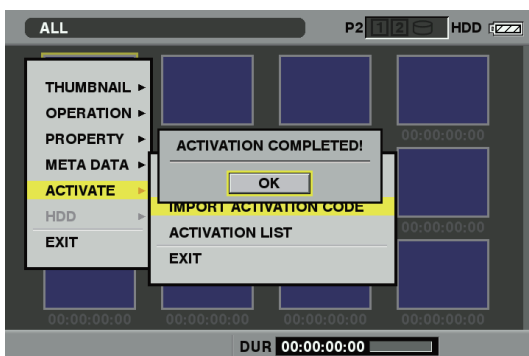 ALL
P2 1 2 HDD
THUMBNAIL
OPERATION
PROPERTY
META DATA
ACTIVATE
HDD
EXIT
ACTIVATION COMPLETED!
OK
IMPORT ACTIVATION CODE
ACTIVATION LIST
EXIT
00:00:00:00
00:00:00:00
00:00:00:00 00:00:00:00 00:00:00:00 00:00:00:00
DUR 00:00:00:00